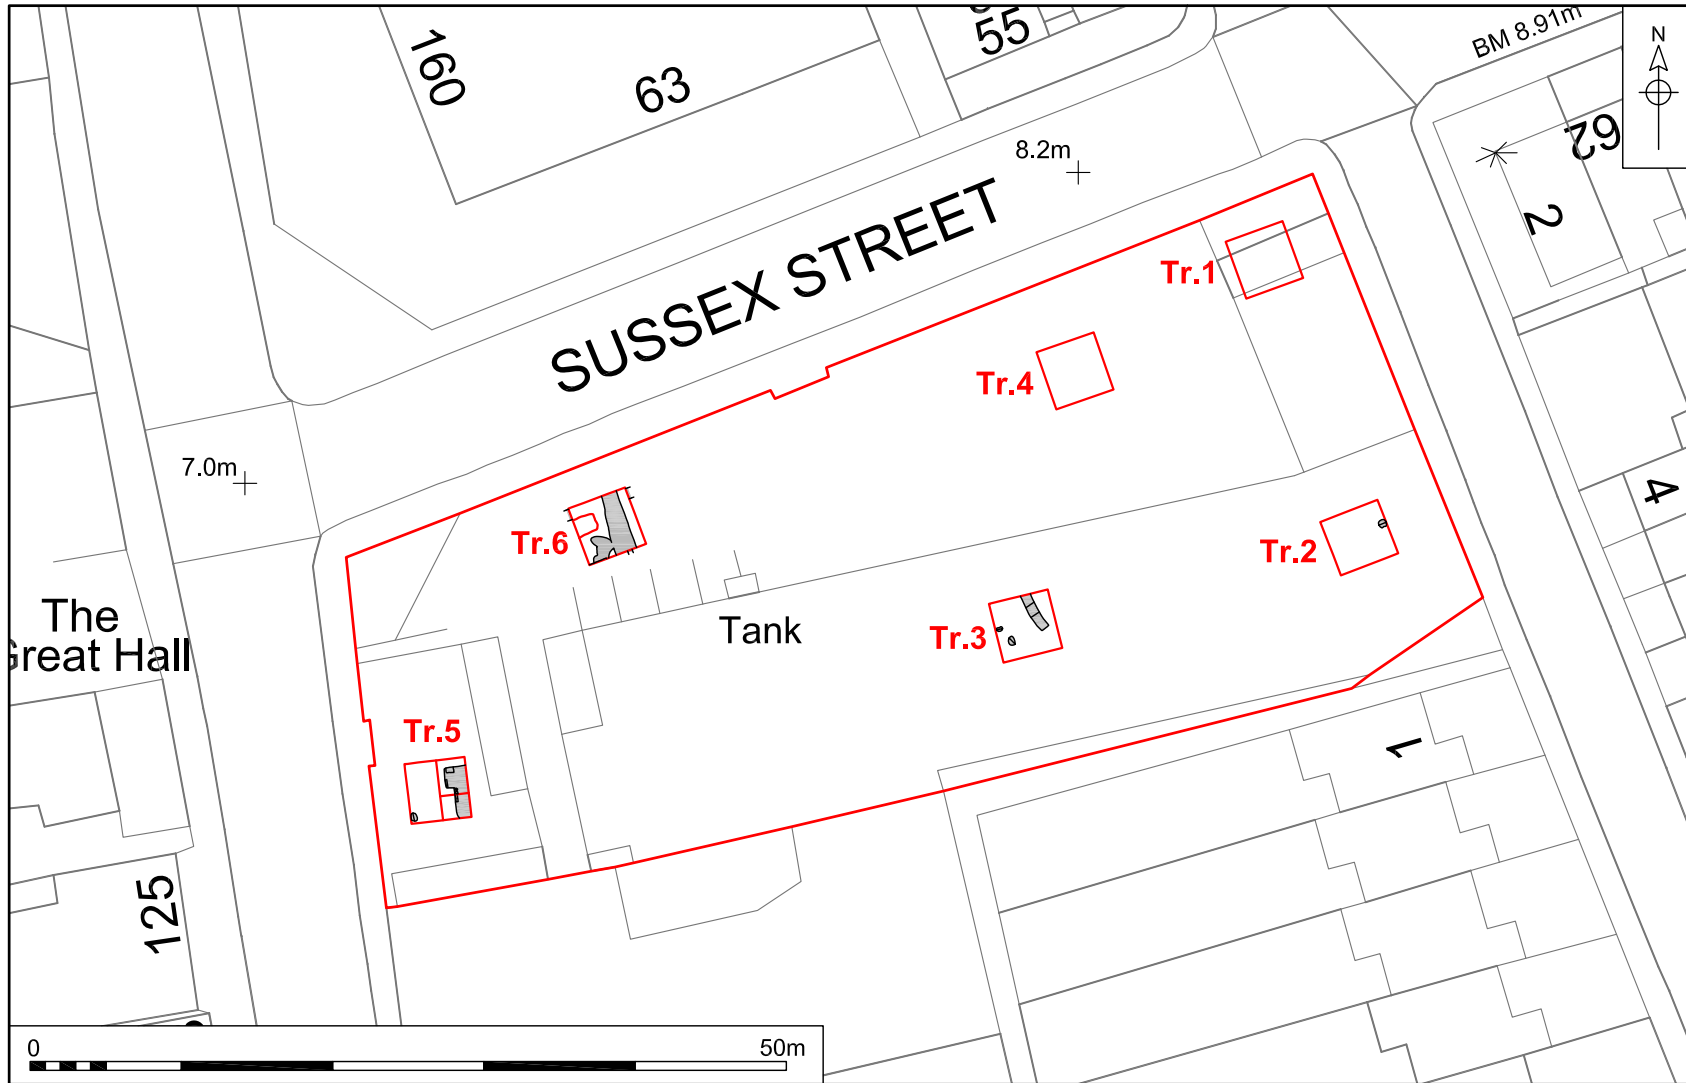 55
BM 8.91m
N
160
63
62
8.2m
2
SUSSEX STREET
Tr.1
Tr.4
7.0m
4
Tr.6
Tr.2
The
Great Hall
Tank
Tr.3
Tr.5
1
125
0
50m